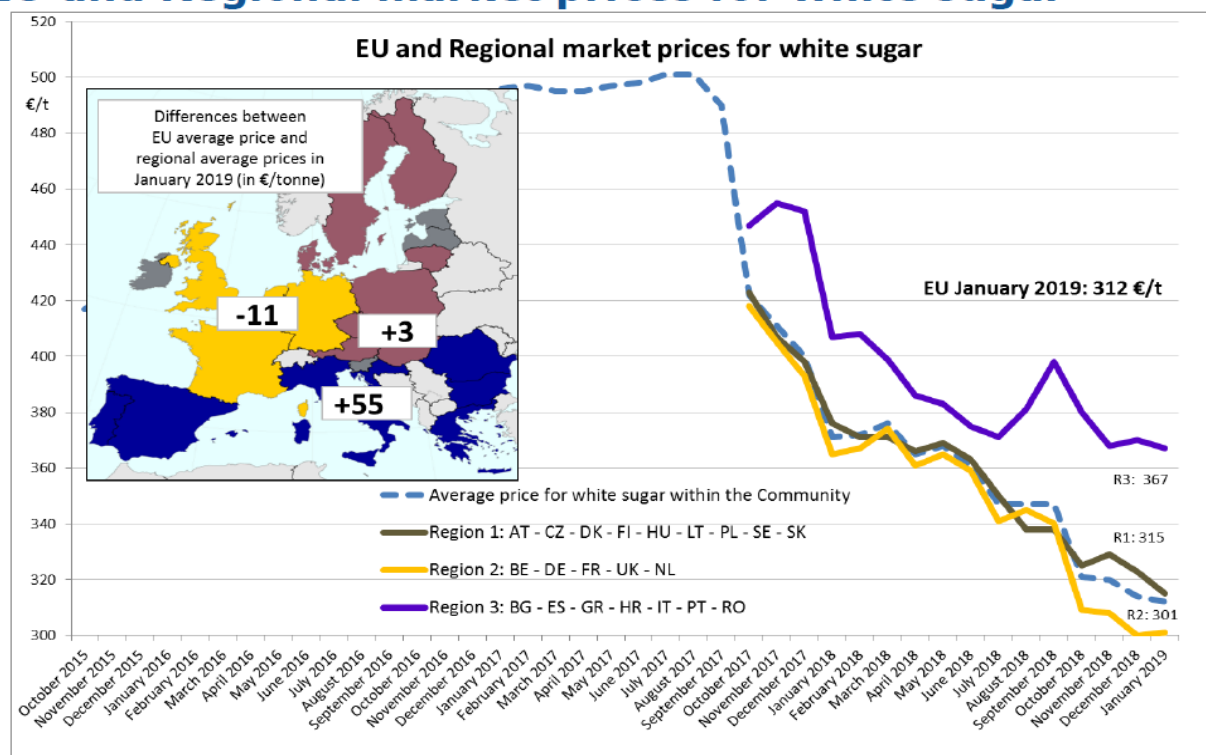 EU and Regional market prices for white sugar
520
500
€/t
480
460
440
420
400
380
360
340
320
300
Differences between
EU average price and
regional average prices in
January 2019 (in €/tonne)
-11
+3
+55
EU January 2019: 312 €/t
R3: 367
R1: 315
R2: 301
Average price for white sugar within the Community
Region 1: AT - CZ - DK - FI - HU - LT - PL - SE - SK
Region 2: BE - DE - FR - UK - NL
Region 3: BG - ES - GR - HR - IT - PT - RO
October 2015
November 2015
December 2015
January 2016
February 2016
March 2016
April 2016
May 2016
June 2016
July 2016
August 2016
September 2016
October 2016
November 2016
December 2016
January 2017
February 2017
March 2017
April 2017
May 2017
June 2017
July 2017
August 2017
September 2017
October 2017
November 2017
December 2017
January 2018
February 2018
March 2018
April 2018
May 2018
June 2018
July 2018
August 2018
September 2018
October 2018
November 2018
December 2018
January 2019